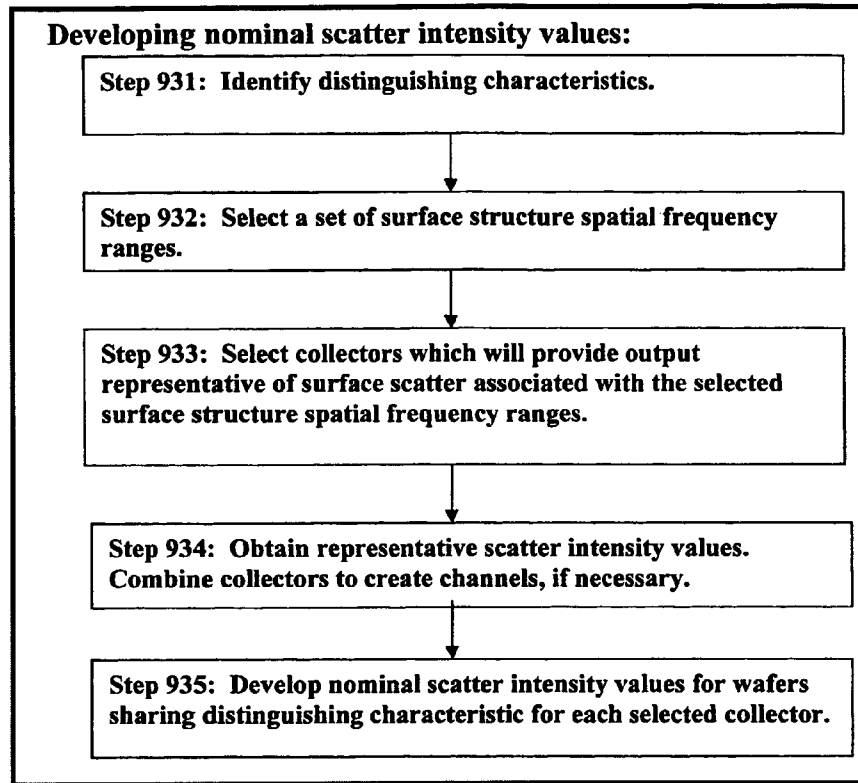 Developing nominal scatter intensity values:
Step 931: Identify distinguishing characteristics.
Step 932: Select a set of surface structure spatial frequency
ranges.
Step 933: Select collectors which will provide output
representative of surface scatter associated with the selected
surface structure spatial frequency ranges.
Step 934: Obtain representative scatter intensity values.
Combine collectors to create channels, if necessary.
Step 935: Develop nominal scatter intensity values for wafers
sharing distinguishing characteristic for each selected collector.